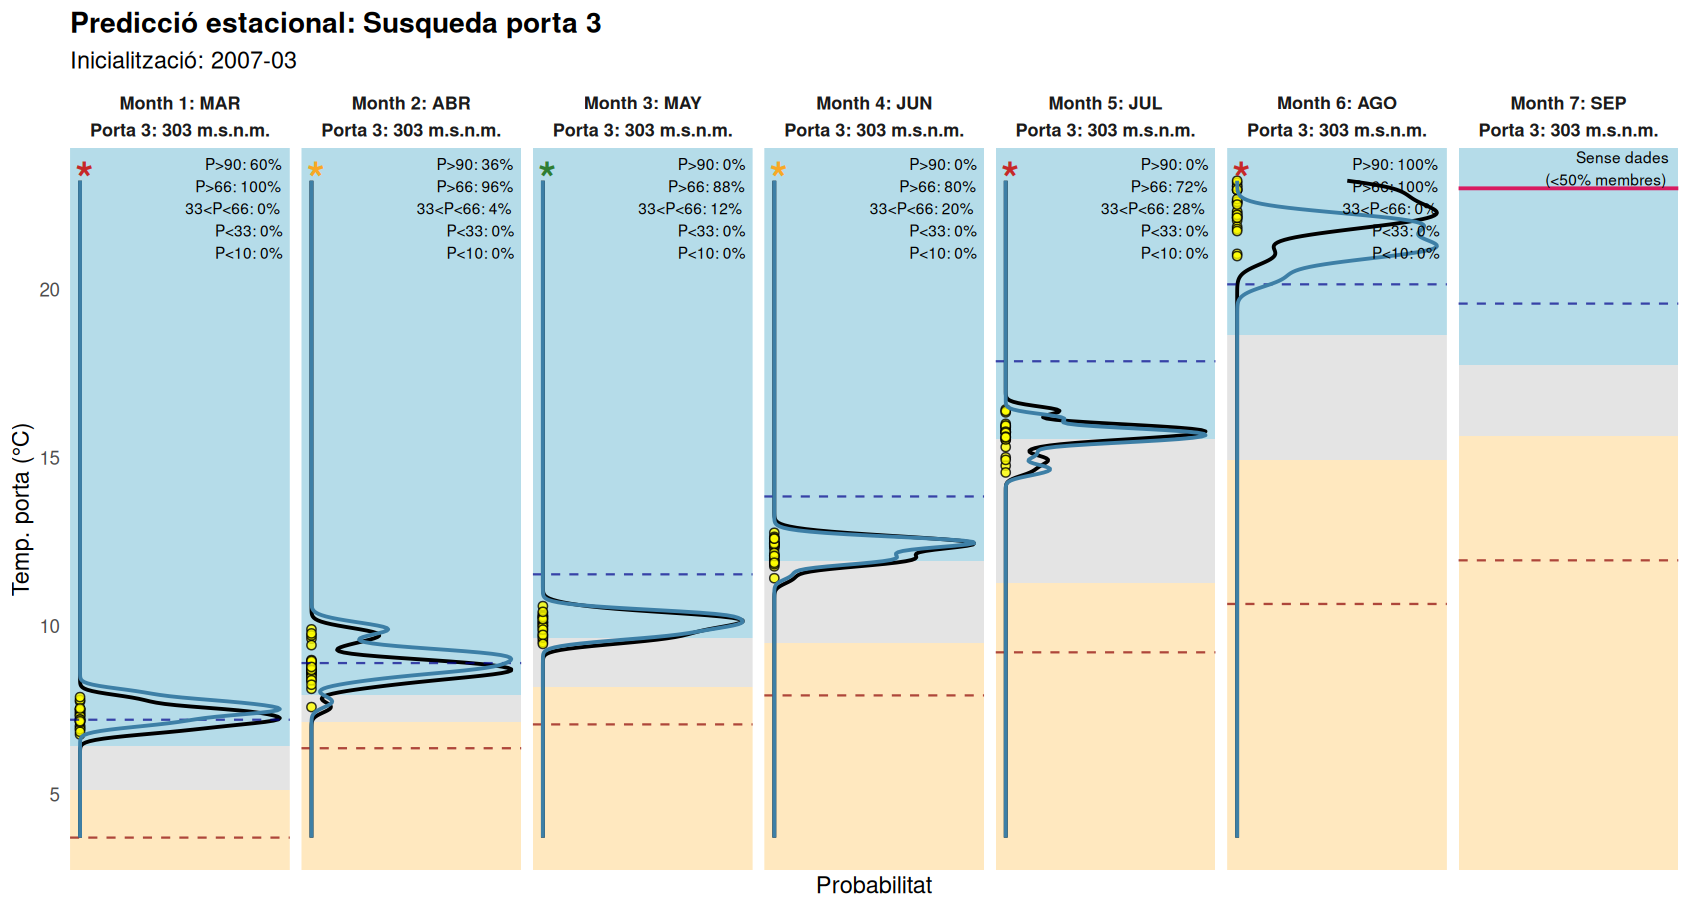 Predicció estacional: Susqueda porta 3
Inicialització: 2007-03
Month 1: MAR
Porta 3: 303 m.s.n.m.
Month 2: ABR
Porta 3: 303 m.s.n.m.
Month 3: MAY
Porta 3: 303 m.s.n.m.
Month 4: JUN
Porta 3: 303 m.s.n.m.
Month 5: JUL
Porta 3: 303 m.s.n.m.
Month 6: AGO
Porta 3: 303 m.s.n.m.
Month 7: SEP
Porta 3: 303 m.s.n.m.
*
P>90: 60%
P>66: 100%
33<P<66: 0%
P<33: 0%
P<10: 0%
*
P>90: 36%
P>66: 96%
33<P<66: 4%
P<33: 0%
P<10: 0%
*
P>90: 0%
P>66: 88%
33<P<66: 12%
P<33: 0%
P<10: 0%
*
P>90: 0%
P>66: 80%
33<P<66: 20%
P<33: 0%
P<10: 0%
*
P>90: 0%
P>66: 72%
33<P<66: 28%
P<33: 0%
P<10: 0%
*
P>90: 100%
P>66: 100%
33<P<66: 0%
P<33: 0%
P<10: 0%
Sense dades
(<50% membres)
Temp. porta (°C)
20
15
10
5
Probabilitat